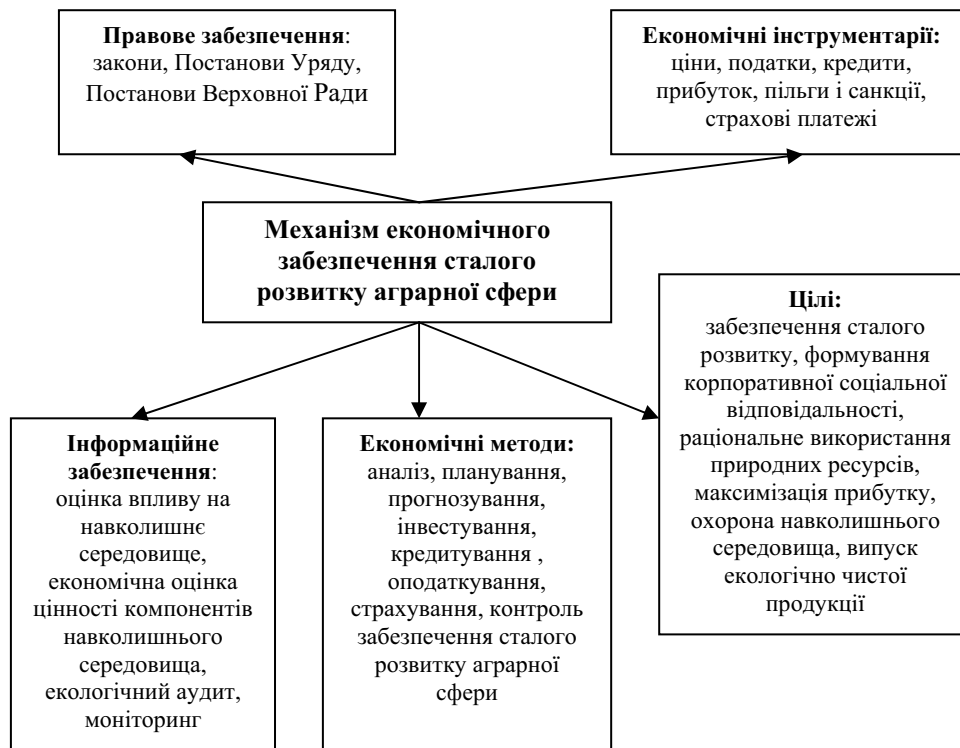 Правове забезпечення:
закони, Постанови Уряду,
Постанови Верховної Ради
Економічні інструментарії:
ціни, податки, кредити,
прибуток, пільги і санкції,
страхові платежі
Механізм економічного
забезпечення сталого
розвитку аграрної сфери
Інформаційне
забезпечення:
оцінка впливу на
навколишнє
середовище,
економічна оцінка
цінності компонентів
навколишнього
середовища,
екологічний аудит,
моніторинг
Економічні методи:
аналіз, планування,
прогнозування,
інвестування,
кредитування ,
оподаткування,
страхування, контроль
забезпечення сталого
розвитку аграрної
сфери
Цілі:
забезпечення сталого
розвитку, формування
корпоративної соціальної
відповідальності,
раціональне використання
природних ресурсів,
максимізація прибутку,
охорона навколишнього
середовища, випуск
екологічно чистої
продукції